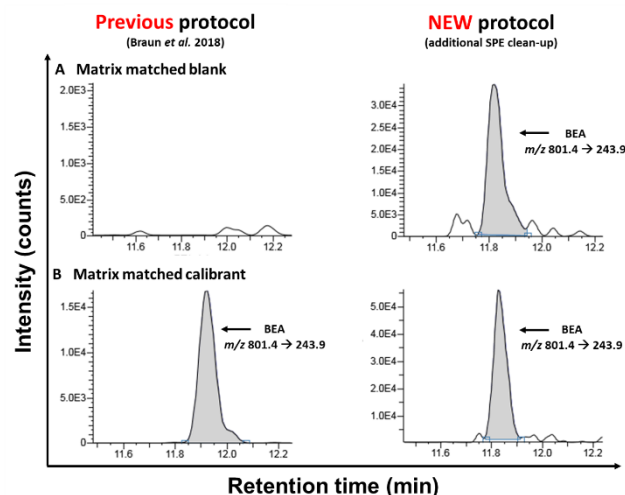 Previous protocol
(Braun et al. 2018)
NEW protocol
(additional SPE clean-up)
A Matrix matched blank
2.0E3
1.5E3
1.0E3
5.0E2
0
11.6 11.8 12.0 12.2
3.0E4
2.5E4
2.0E4
1.5E4
1.0E4
5.0E3
0
11.6 11.8 12.0 12.2
BEA
m/z 801.4 → 243.9
B Matrix matched calibrant
1.5E4
1.0E4
5.0E3
0
11.6 11.8 12.0 12.2
BEA
m/z 801.4 → 243.9
5.0E4
4.0E4
3.0E4
2.0E4
1.0E4
11.6 11.8 12.0 12.2
BEA
m/z 801.4 → 243.9
Intensity (counts)
Retention time (min)